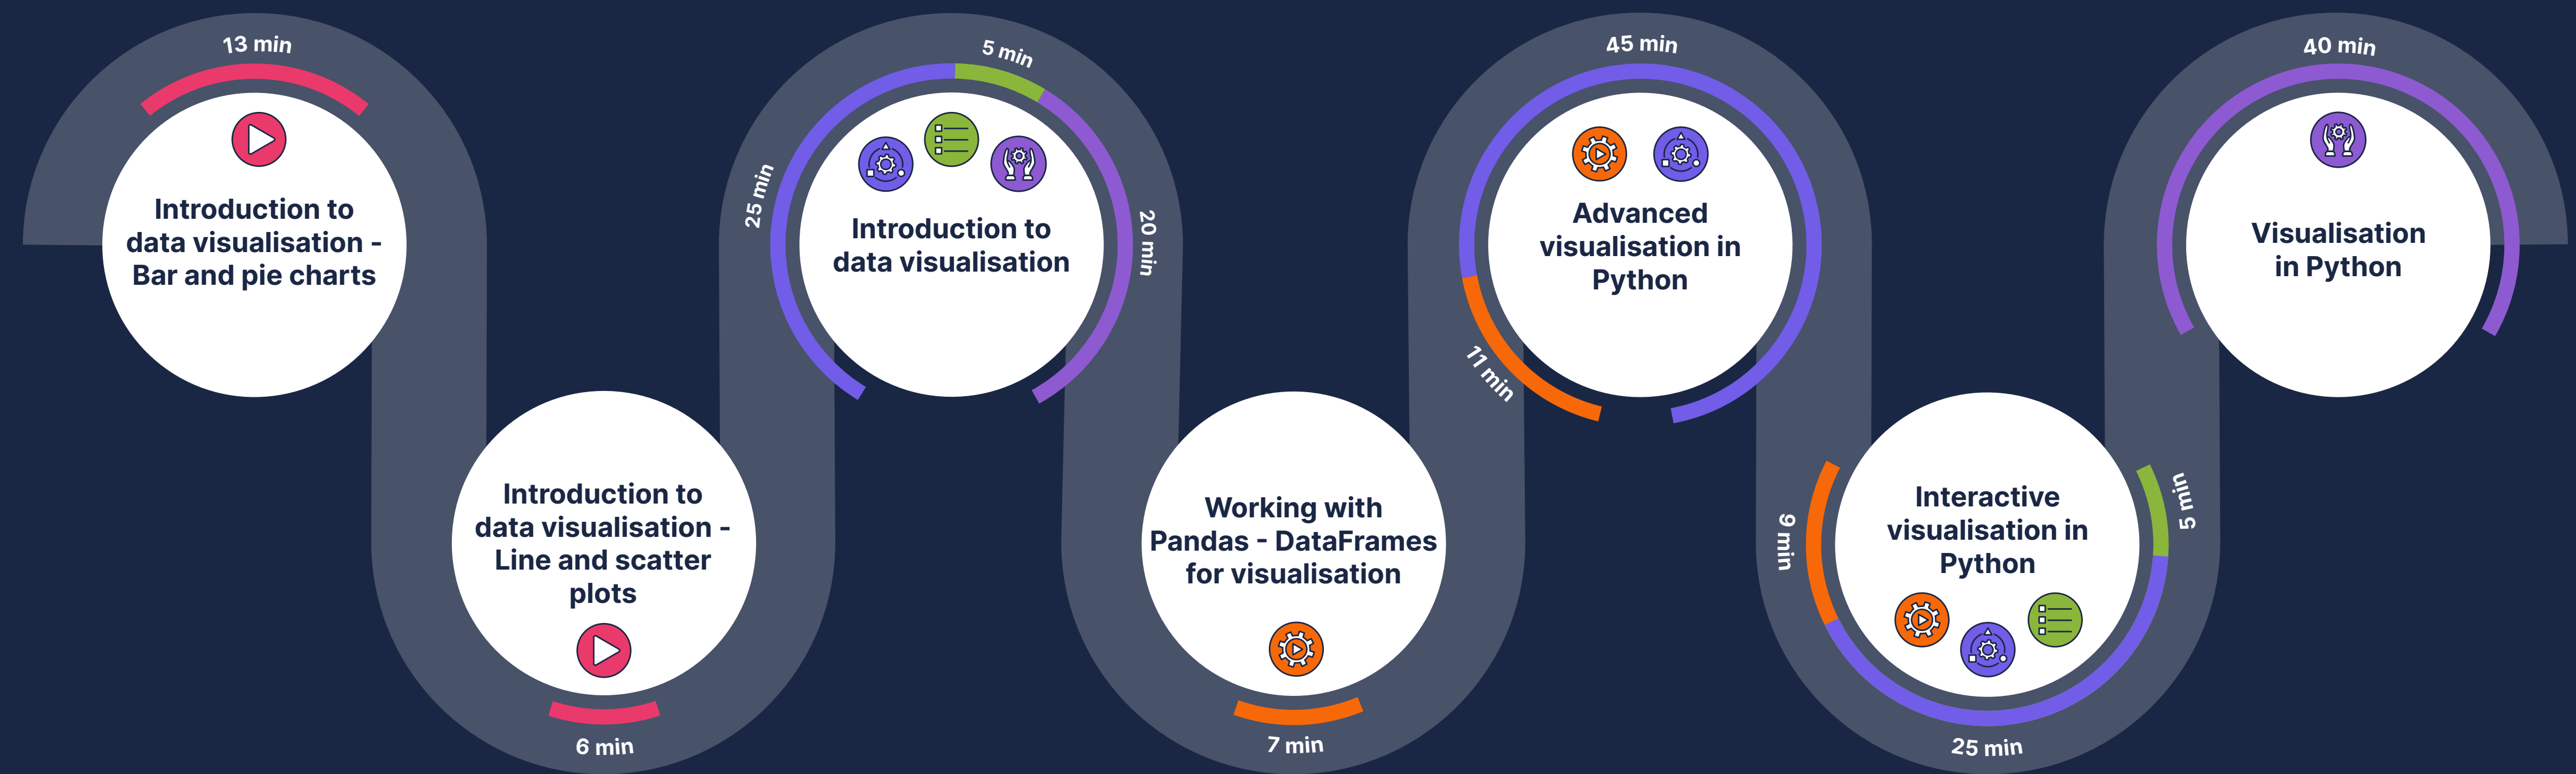 13 min
Introduction to
data visualisation -
Bar and pie charts
Introduction to
data visualisation -
Line and scatter
plots
6 min
25 min
5 min
20 min
Introduction to
data visualisation
Working with
Pandas - DataFrames
for visualisation
7 min
45 min
11 min
Advanced
visualisation in
Python
9 min
5 min
Interactive
visualisation in
Python
25 min
40 min
Visualisation
in Python